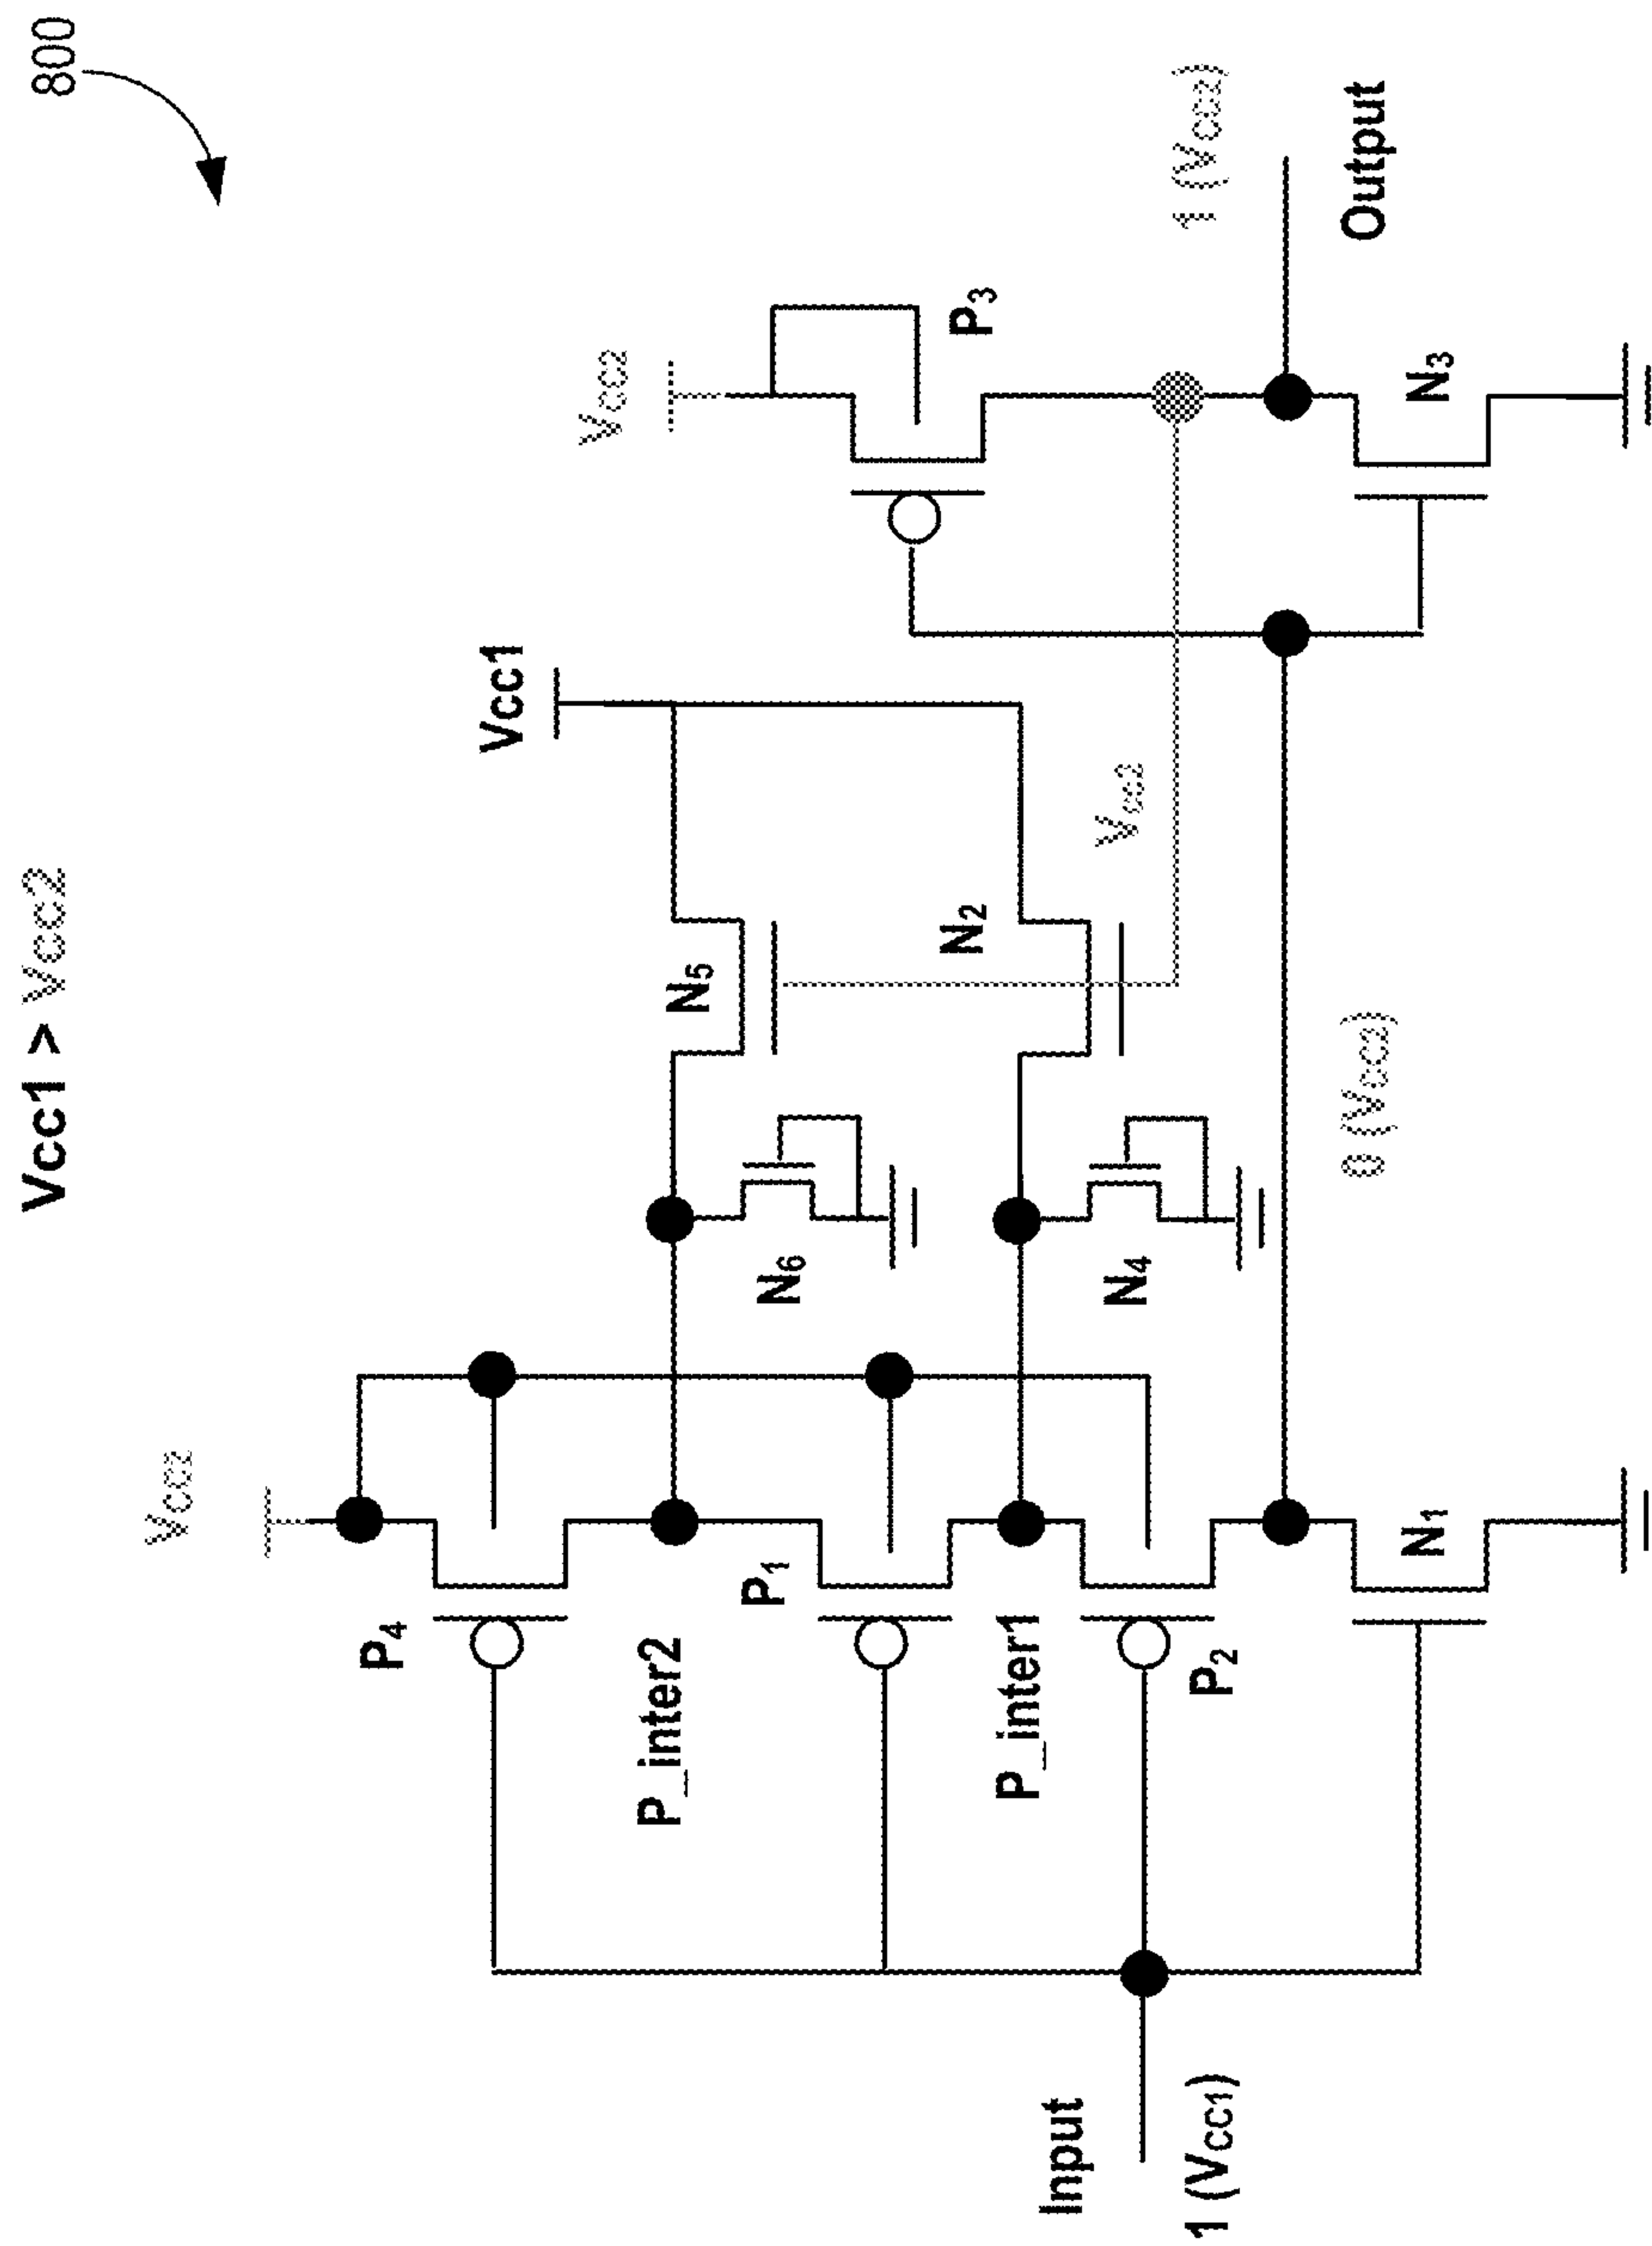 800
Vcc1 > Vcc2
VCC2
P4
P_inter2
P1
P_inter1
P2
N1
Input
1 (VCC1)
N6
N4
N5
N2
Vcc1
Vcc2
0 (VCC2)
VCC2
P3
N3
1 (VCC2)
Output